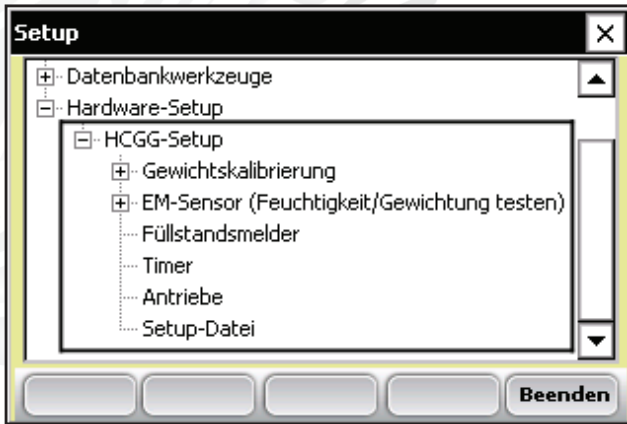 Setup
Datenbankwerkzeuge
Hardware-Setup
HCGG-Setup
Gewichtskalibrierung
EM-Sensor (Feuchtigkeit/Gewichtung testen)
Füllstandsmelder
Timer
Antriebe
Setup-Datei
Beenden